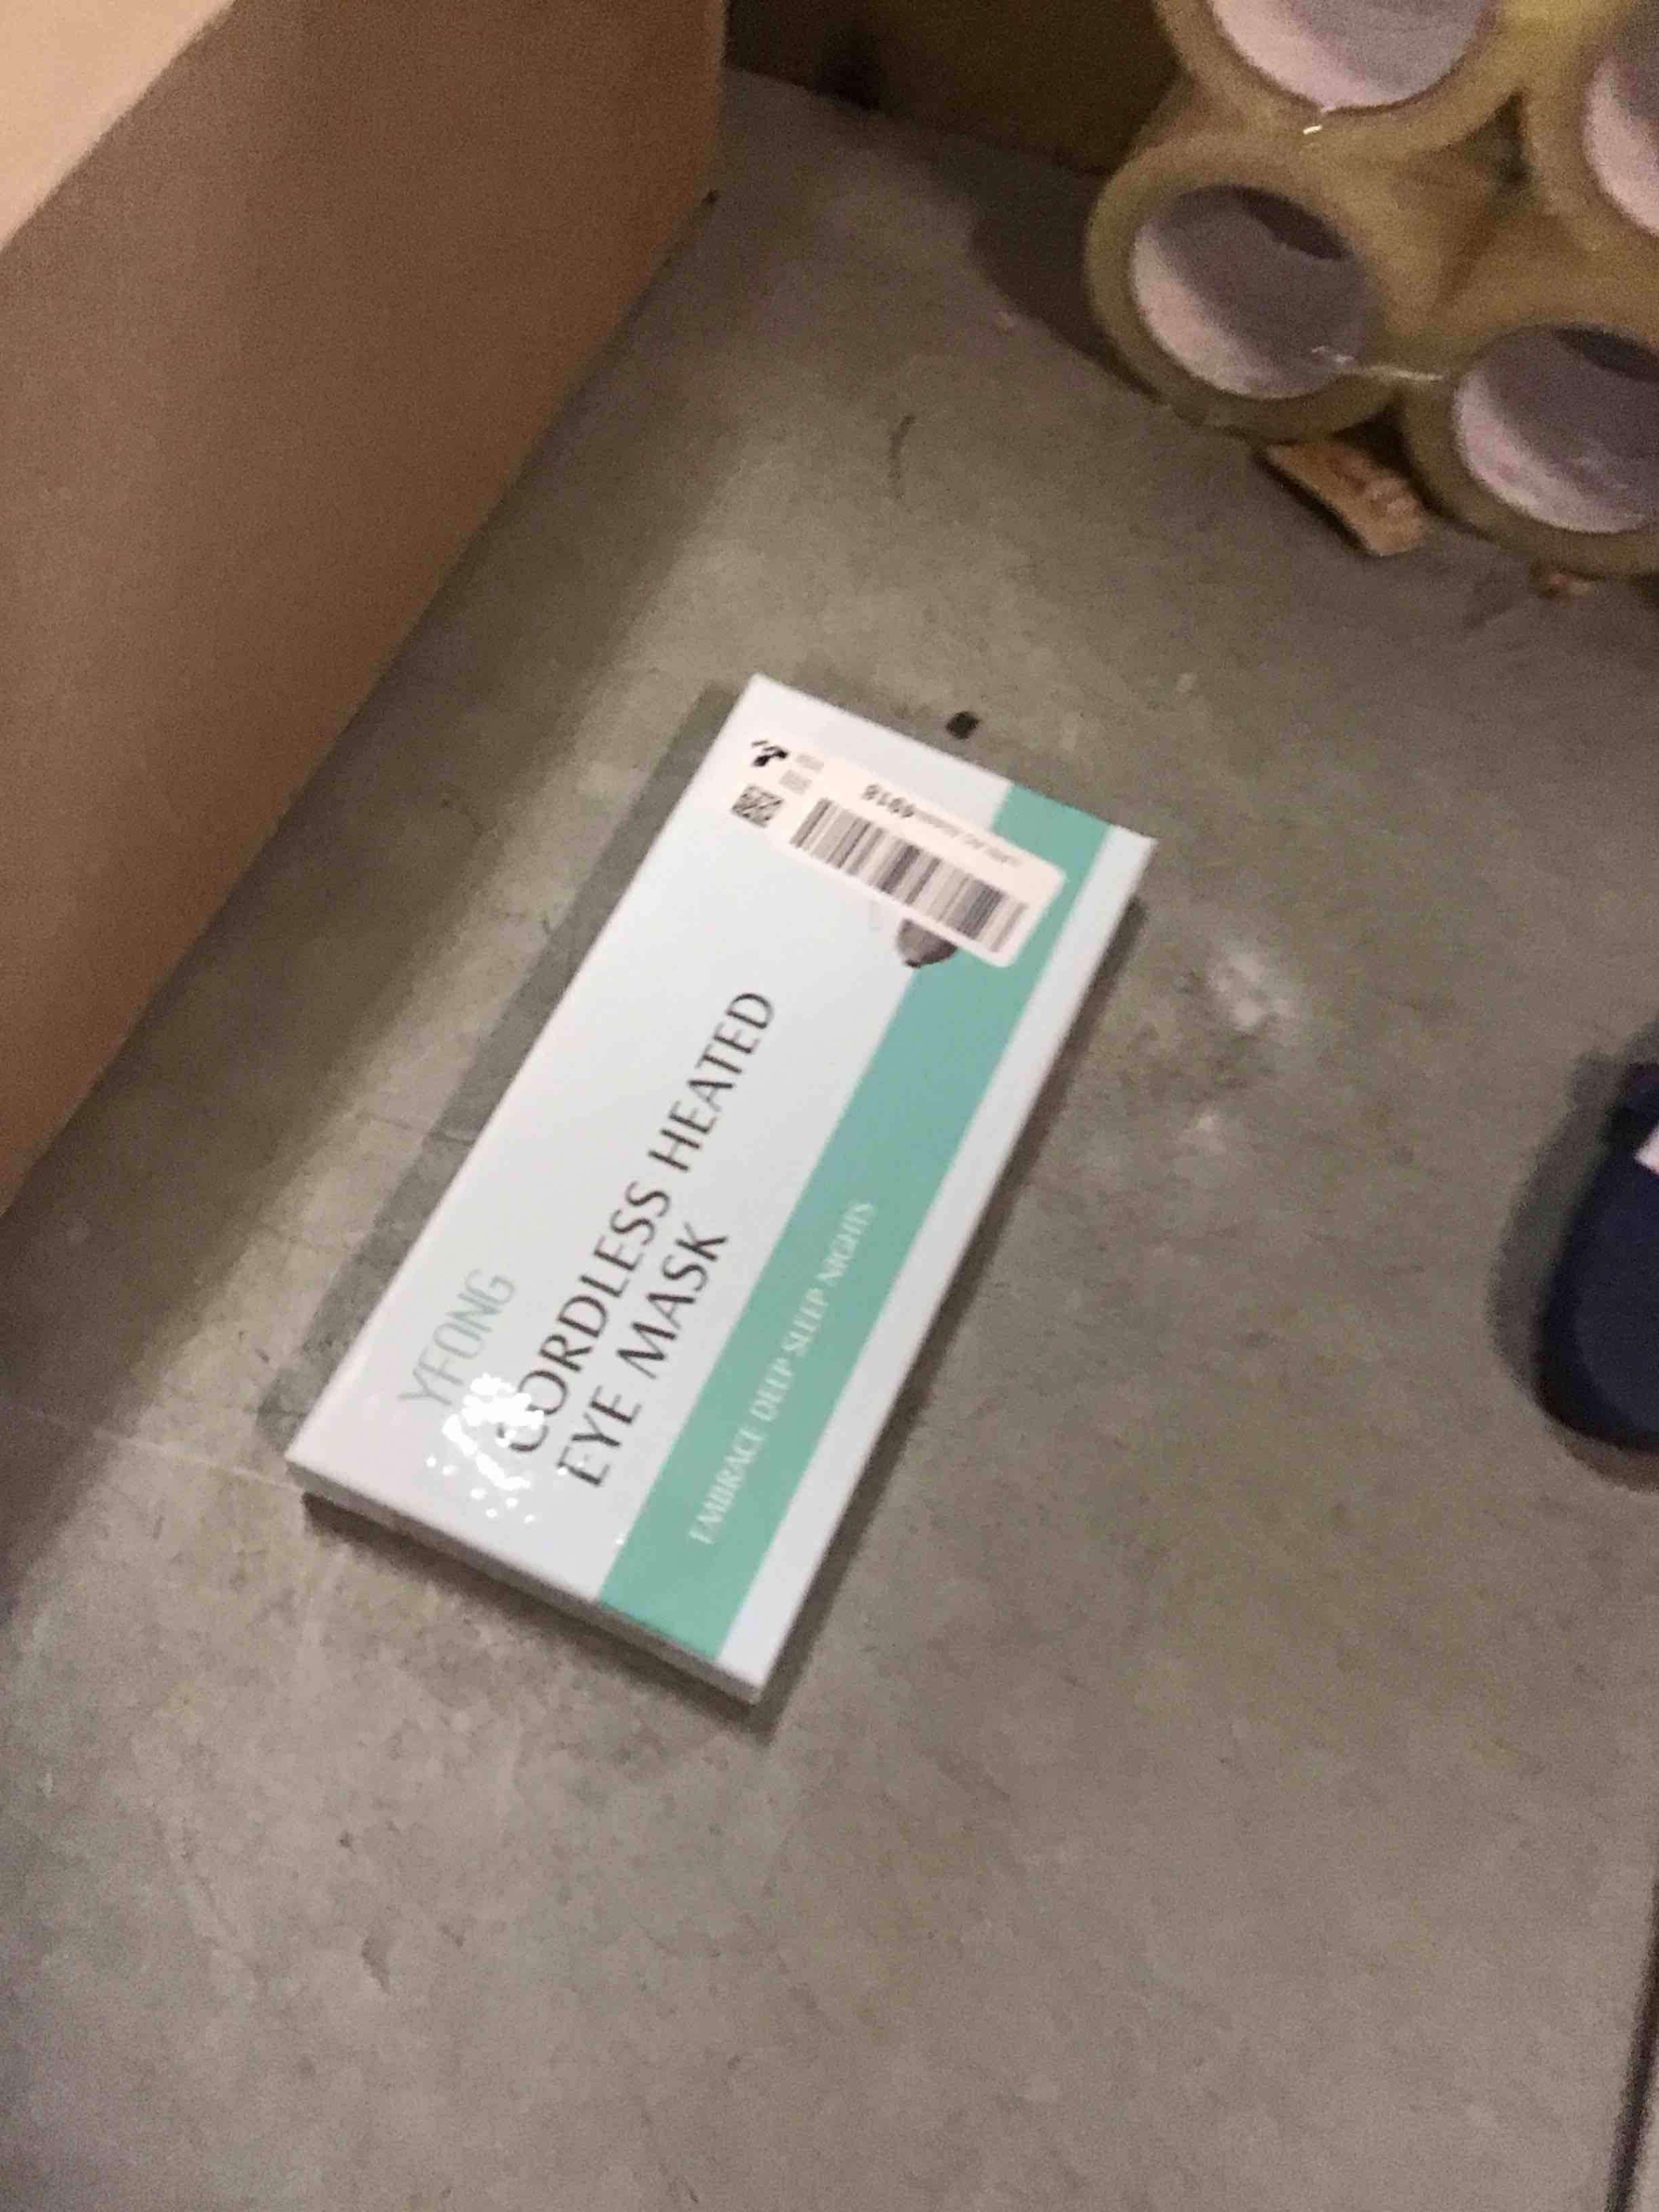 YFONG
CORDLESS HEATED
EYE MASK
EMBRACE DEEP SLEEP NIGHTS